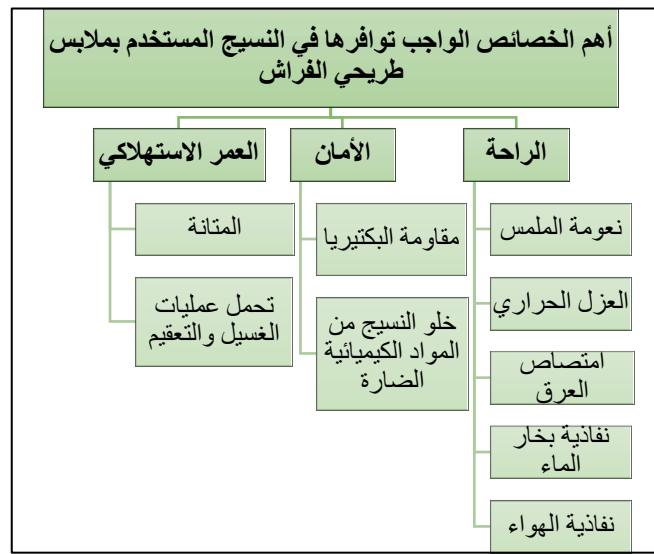 أهم الخصائص الواجب توافرها في النسيج المستخدم بملابس
طريحي الفراش
الراحة
نعومة الملمس
العزل الحراري
امتصاص
العرق
نفاذية بخار
الماء
نفاذية الهواء
الأمان
مقاومة البكتيريا
خلو النسيج من
المواد الكيميائية
الضارة
العمر الاستهلاكي
المتانة
تحمل عمليات
الغسيل والتعقيم